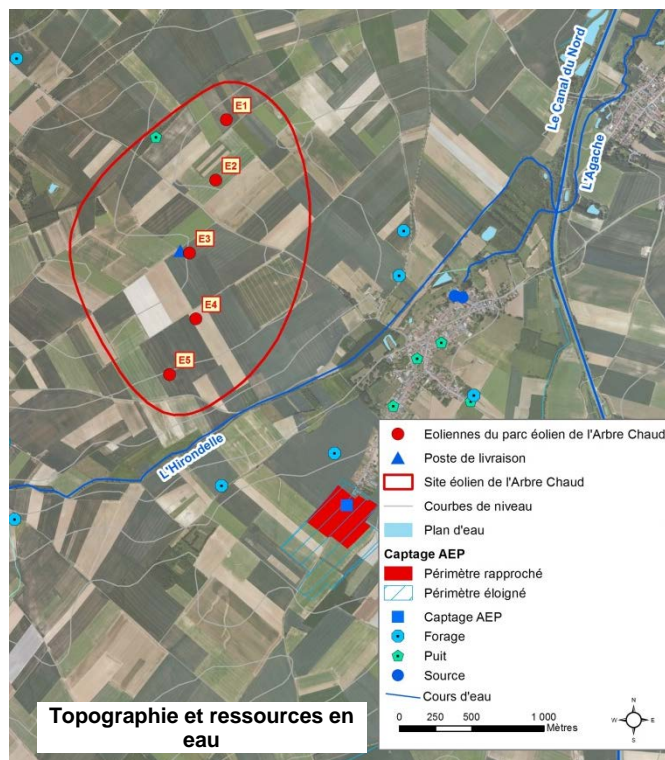 E1
E2
E3
E4
E5
Le Canal du Nord
L'Agache
L'Hirondelle
Eoliennes du parc éolien de l'Arbre Chaud
Poste de livraison
Site éolien de l'Arbre Chaud
Courbes de niveau
Plan d'eau
Captage AEP
Périmètre rapproché
Périmètre éloigné
Captage AEP
Forage
Puit
Source
Cours d'eau
0 250 500 1 000
Mètres
N
W E
S
Topographie et ressources en
eau